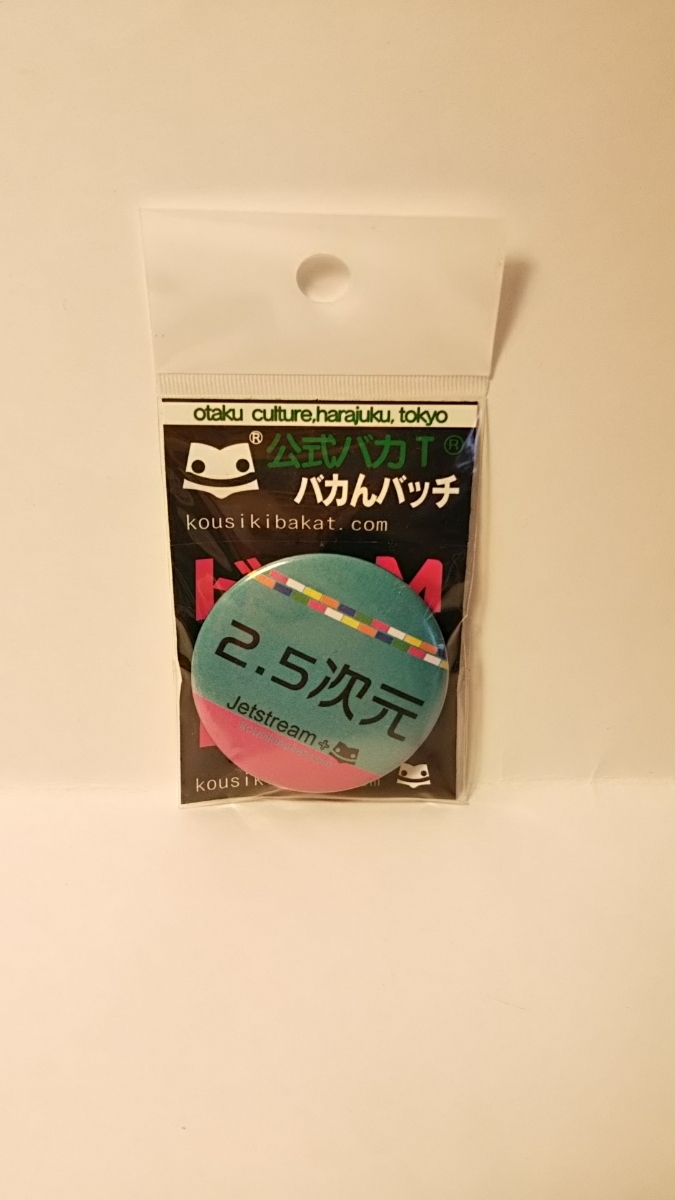 otaku culture,harajuku, tokyo
® 公式バカT®
バカんバッチ
kousikibakat.com
M
2.5次元
Jetstream+
kousik
m